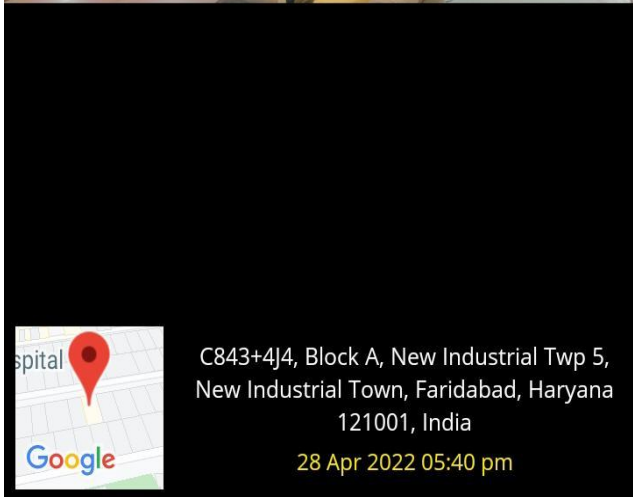 spital
Google
C843+4J4, Block A, New Industrial Twp 5,
New Industrial Town, Faridabad, Haryana
121001, India
28 Apr 2022 05:40 pm